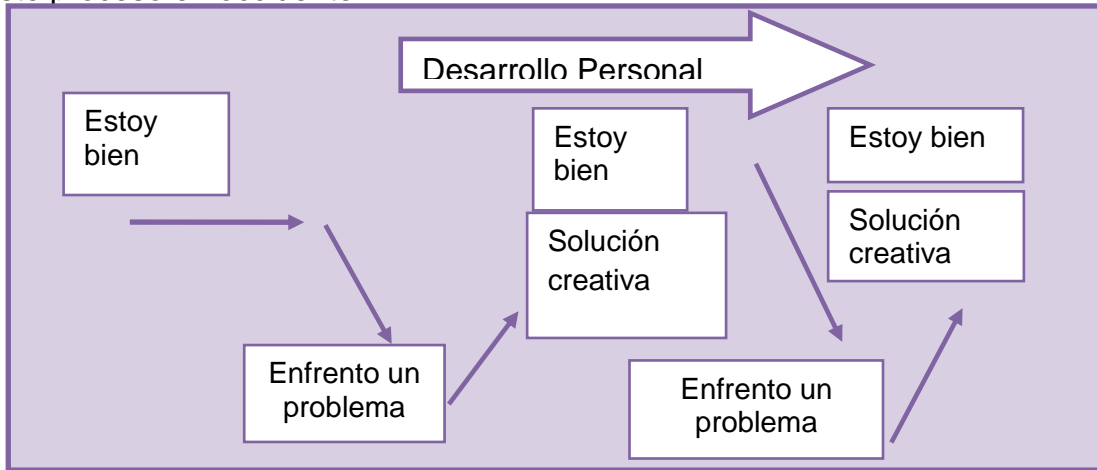 Desarrollo Personal
Estoy
bien
Estoy
bien
Estoy bien
Solución
creativa
Solución
creativa
Enfrento un
problema
Enfrento un
problema